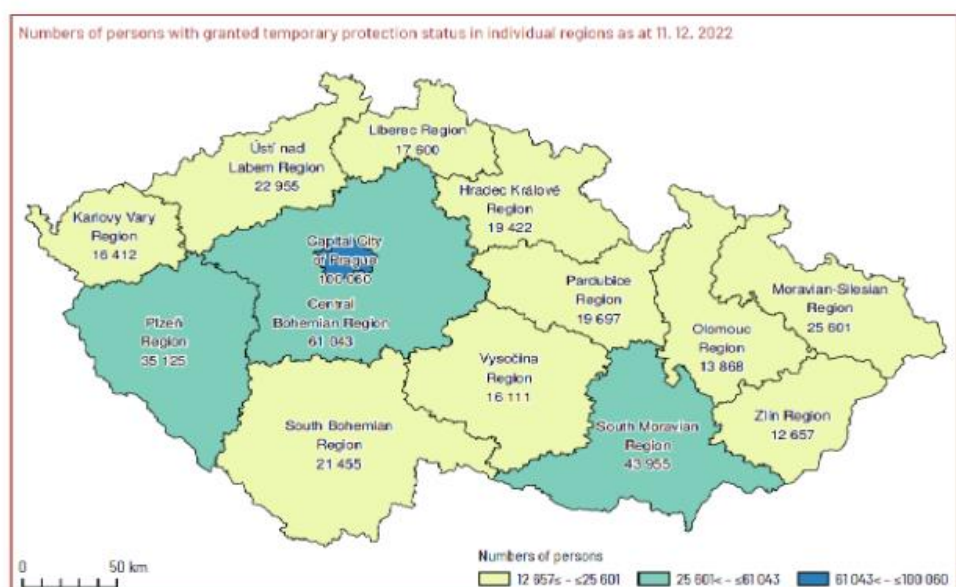 Numbers of persons with granted temporary protection status in individual regions as at 11. 12. 2022
Liberec Region
17 600
Ústí nad
Labem Region
22 955
Hradec Králové
Region
19 422
Karlovy Vary
Region
16 412
Capital City
of Prague
100 060
Central
Bohemian Region
61 043
Pardubice
Region
19 697
Moravian-Silesian
Region
25 601
Plzeň
Region
35 125
Olomouc
Region
13 868
Vysočina
Region
16 111
South Bohemian
Region
21 455
South Moravian
Region
43 955
Zlín Region
12 657
0 50 km
Numbers of persons
12 657≤ - ≤25 601
25 601< - ≤61 043
61 043< - ≤100 060